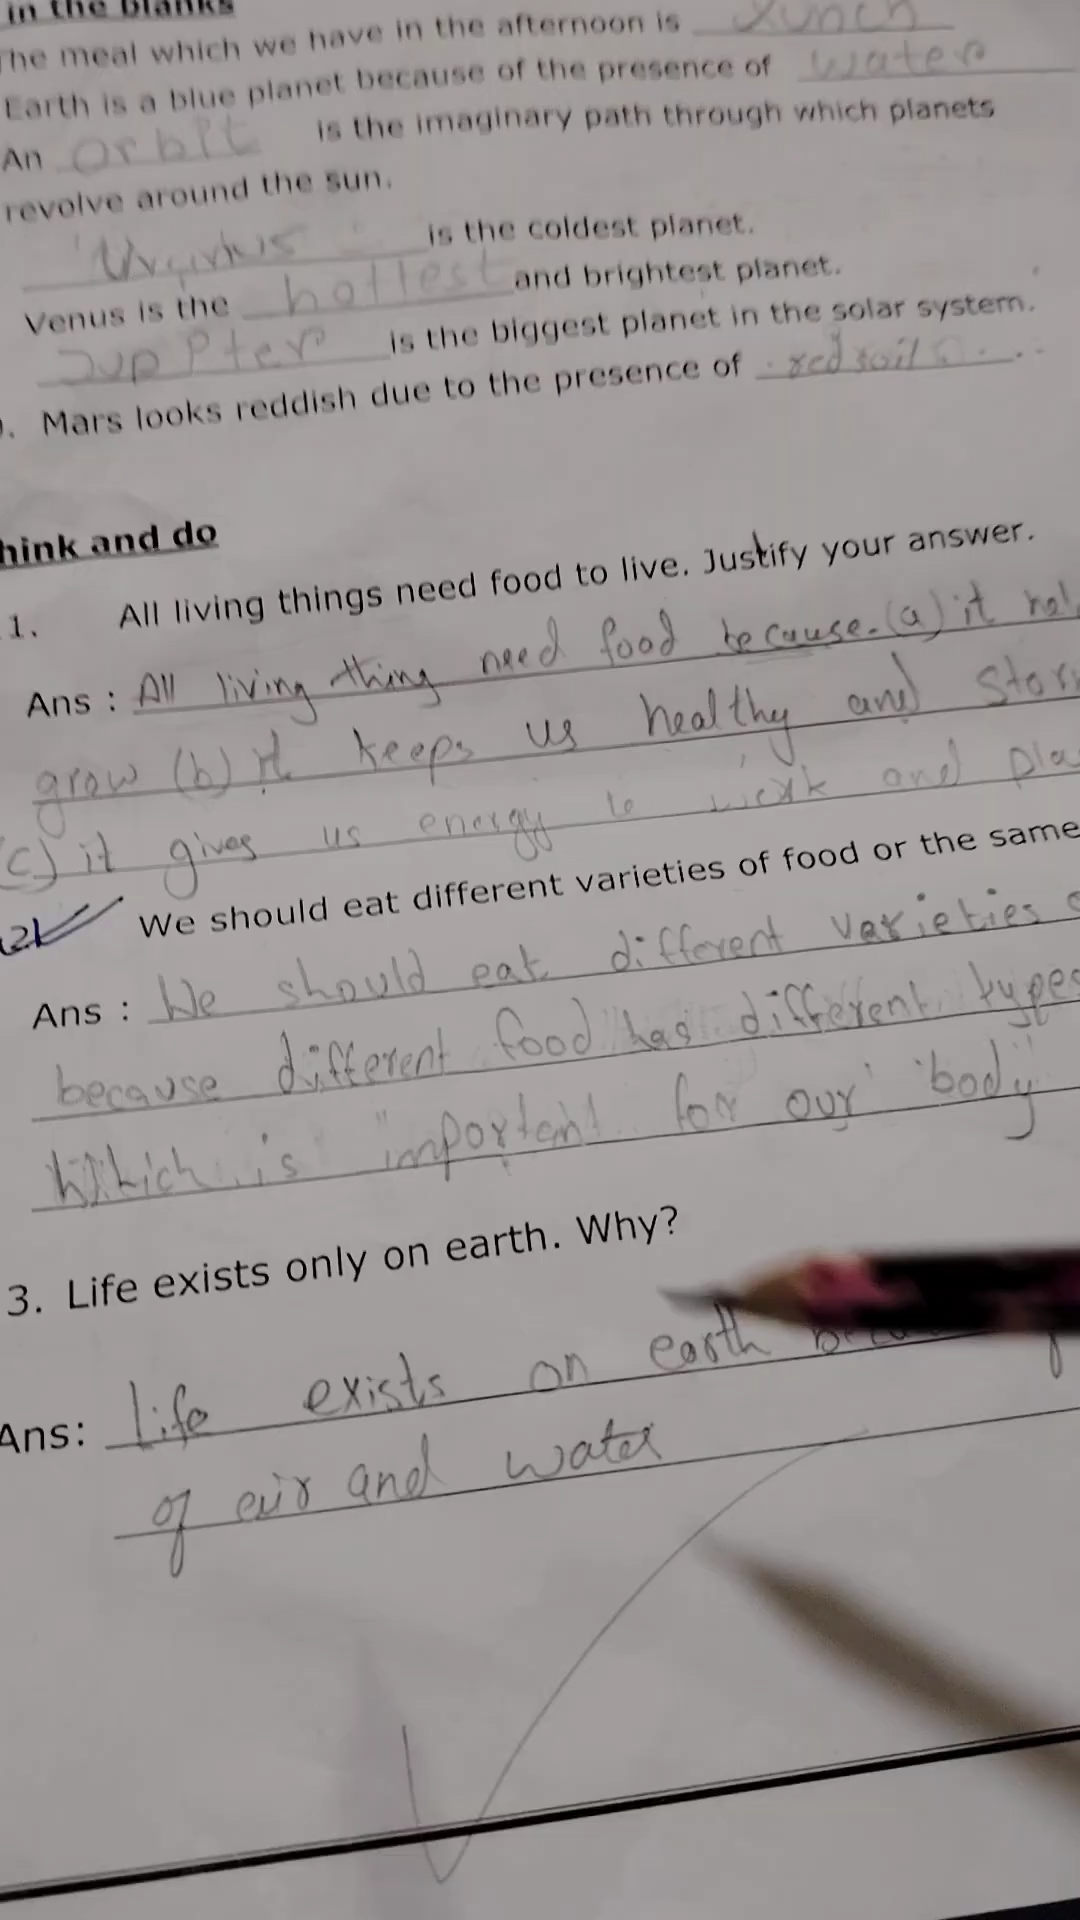 in the blanks
The meal which we have in the afternoon is Lunch
Earth is a blue planet because of the presence of water
An orbit is the imaginary path through which planets
revolve around the sun.
is the coldest planet.
Venus is the hottest and brightest planet.
Juppter is the biggest planet in the solar system.
. Mars looks reddish due to the presence of red soil
hink and do
1. All living things need food to live. Justify your answer.
Ans : All living thing need food because. (a) it
grow (b) it keeps us healthy and
(c) it gives us energy to work and
2 We should eat different varieties of food or the same
Ans : We should eat different varieties
because different food has different types
which is important for our body
3. Life exists only on earth. Why?
Ans: Life exists on earth
of air and water